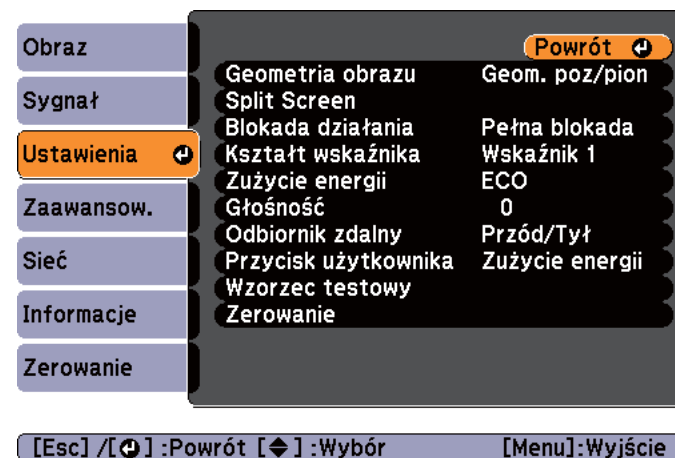 Obraz
Sygnał
Ustawienia
Zaawansow.
Sieć
Informacje
Zerowanie
Powrót
Geometria obrazu Geom. poz/pion
Split Screen
Blokada działania Pełna blokada
Kształt wskaźnika Wskaźnik 1
Zużycie energii ECO
Głośność 0
Odbiornik zdalny Przód/Tył
Przycisk użytkownika Zużycie energii
Wzorzec testowy
Zerowanie
[Esc] /[⏎] :Powrót [◆] :Wybór [Menu]:Wyjście